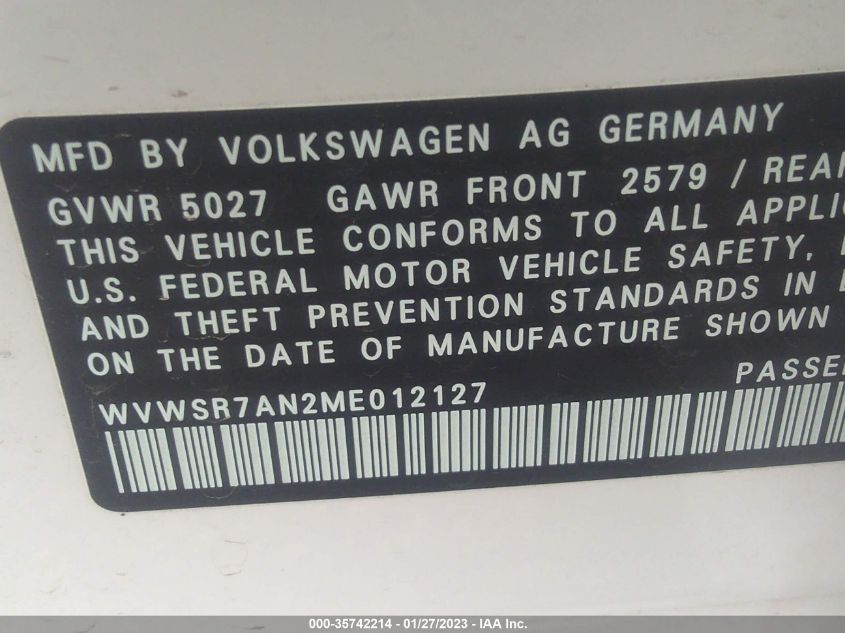 MFD BY VOLKSWAGEN AG GERMANY
GVWR 5027 GAWR FRONT 2579 / REAR
THIS VEHICLE CONFORMS TO ALL APPLIC
U.S. FEDERAL MOTOR VEHICLE SAFETY,
AND THEFT PREVENTION STANDARDS IN
ON THE DATE OF MANUFACTURE SHOWN
PASSE
WVWSR7AN2ME012127
000-35742214 - 01/27/2023 - IAA Inc.